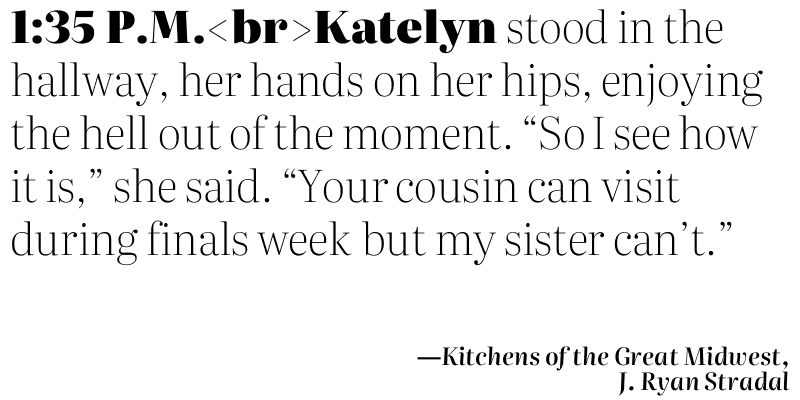 1:35 P.M.<br>Katelyn stood in the
hallway, her hands on her hips, enjoying
the hell out of the moment. “So I see how
it is,” she said. “Your cousin can visit
during finals week but my sister can’t.”
—Kitchens of the Great Midwest,
J. Ryan Stradal